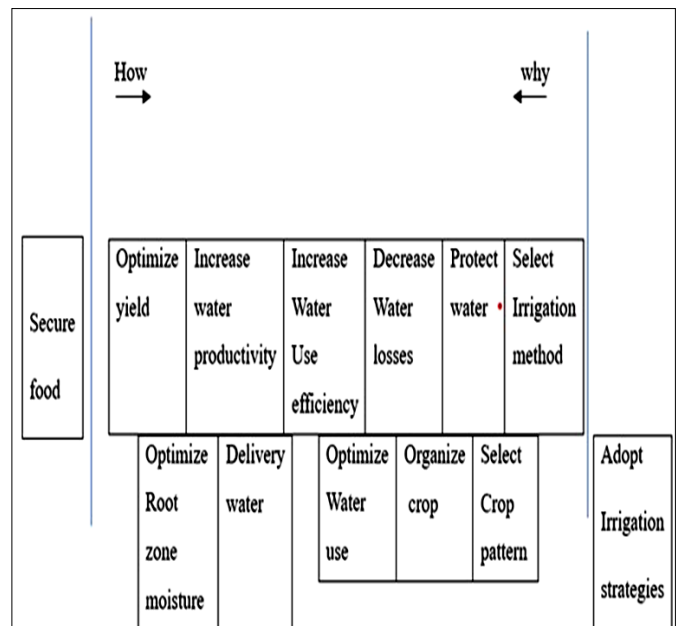 How
why
Secure
food
Optimize
yield
Increase
water
productivity
Increase
Water
Use
efficiency
Decrease
Water
losses
Protect
water
Select
Irrigation
method
Optimize
Root
zone
moisture
Delivery
water
Optimize
Water
use
Organize
crop
Select
Crop
pattern
Adopt
Irrigation
strategies